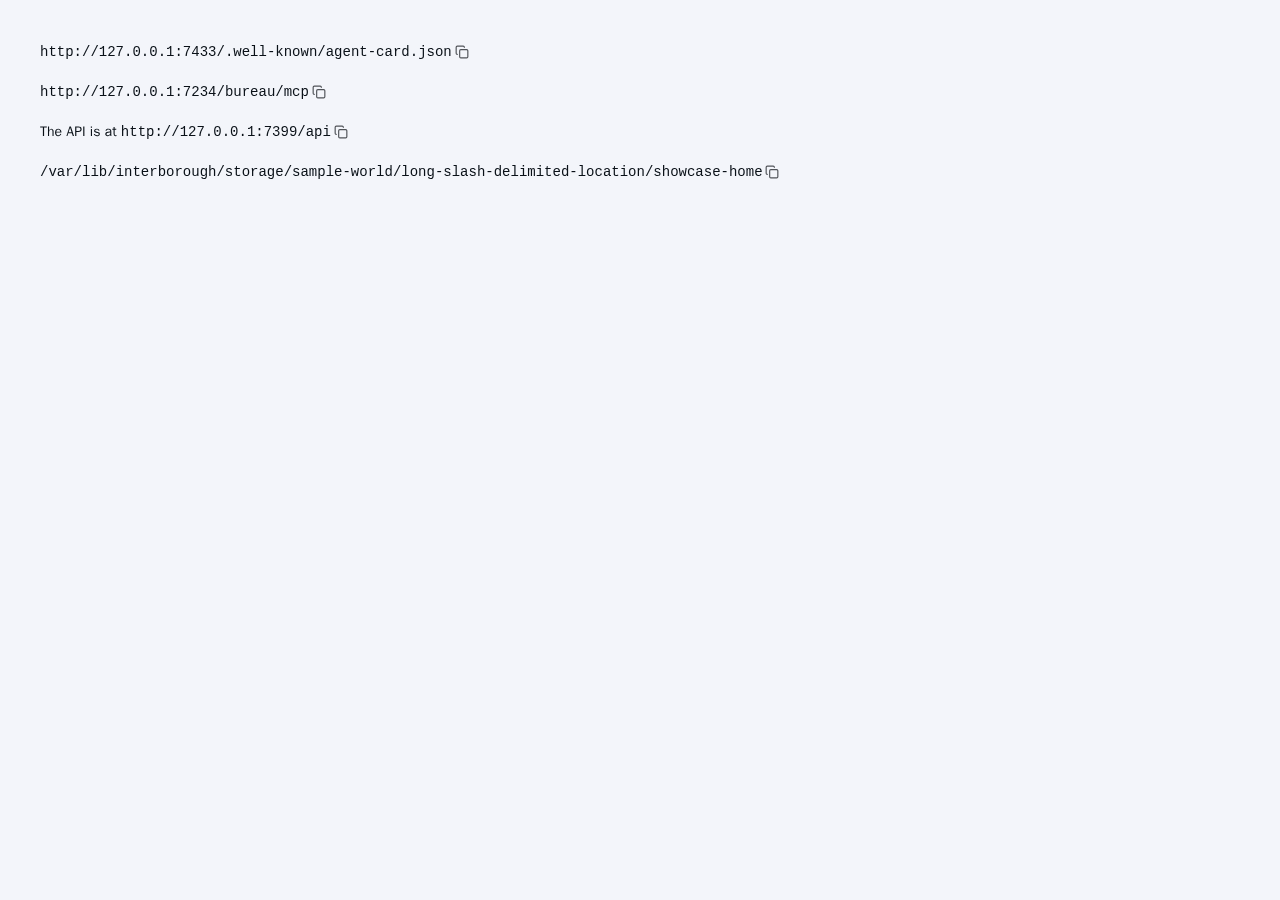 http://127.0.0.1:7433/.well-known/agent-card.json
http://127.0.0.1:7234/bureau/mcp
The API is at http://127.0.0.1:7399/api
/var/lib/interborough/storage/sample-world/long-slash-delimited-location/showcase-home